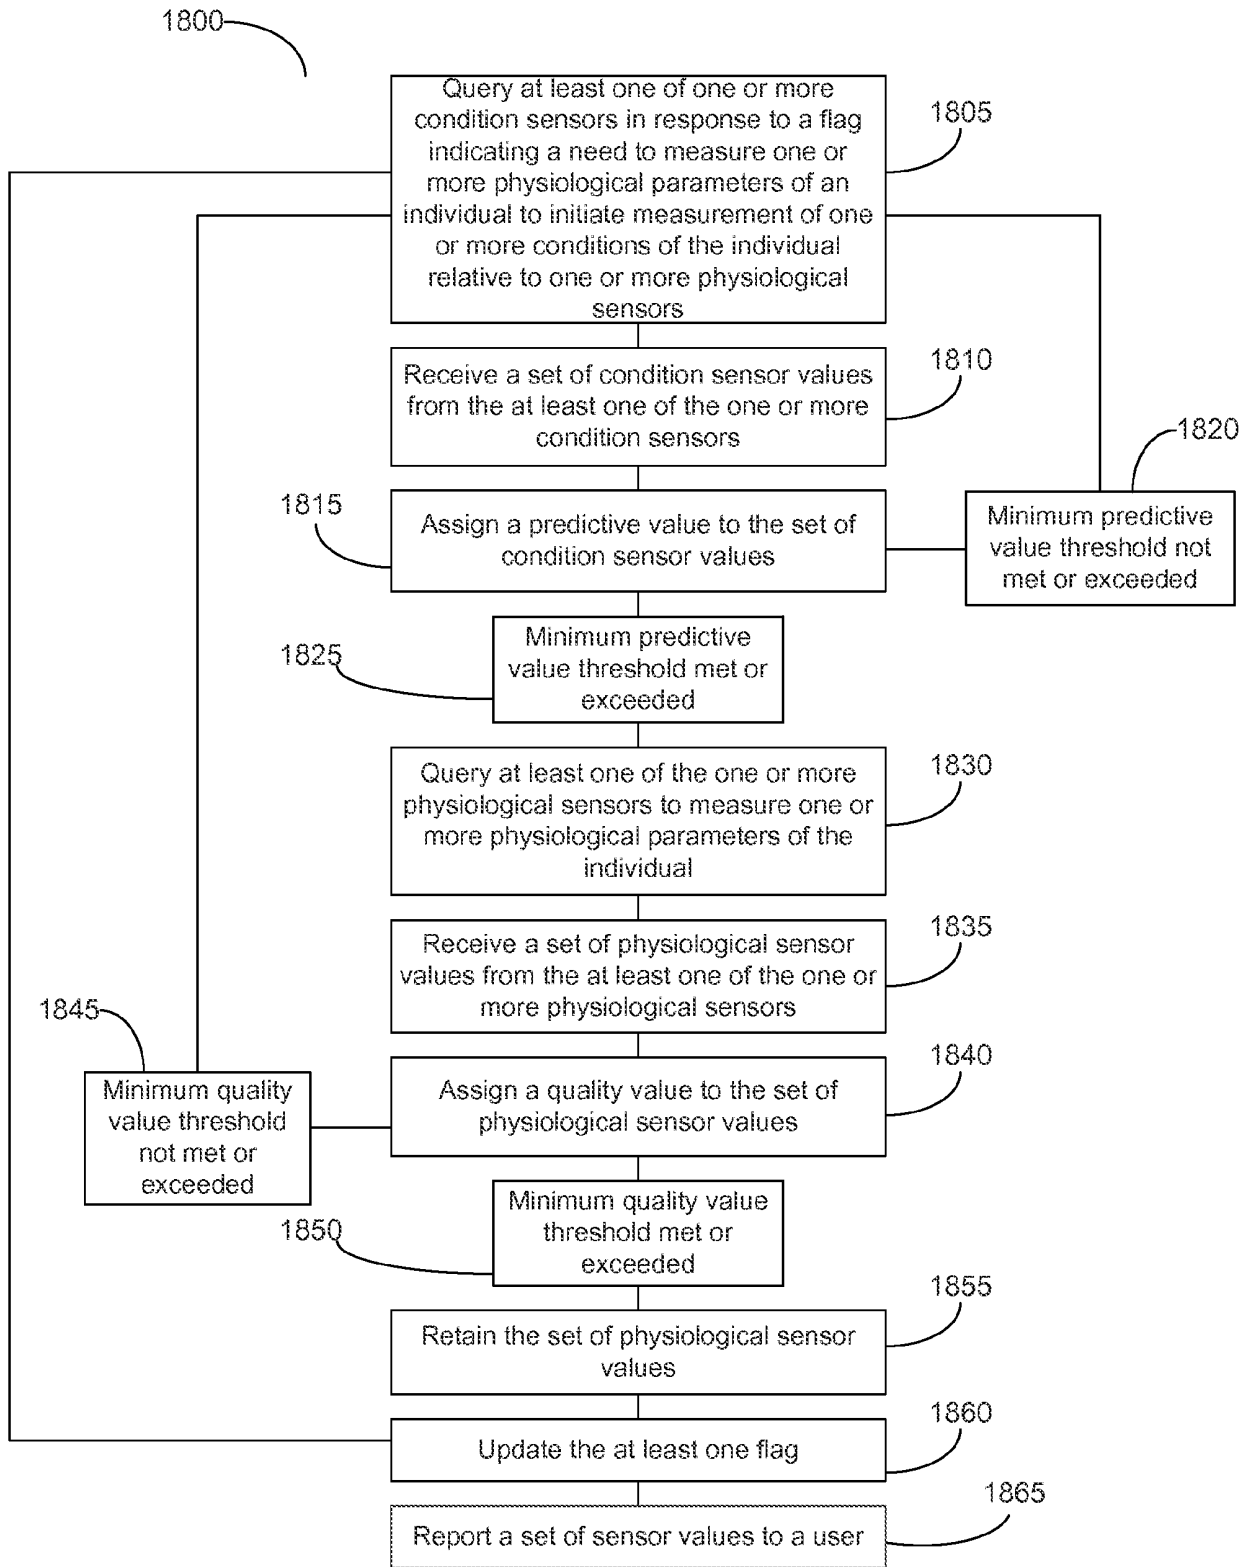 1800
Query at least one of one or more
condition sensors in response to a flag
indicating a need to measure one or
more physiological parameters of an
individual to initiate measurement of one
or more conditions of the individual
relative to one or more physiological
sensors
1805
Receive a set of condition sensor values
from the at least one of the one or more
condition sensors
1810
1820
1815
Assign a predictive value to the set of
condition sensor values
Minimum predictive
value threshold not
met or exceeded
1825
Minimum predictive
value threshold met or
exceeded
Query at least one of the one or more
physiological sensors to measure one or
more physiological parameters of the
individual
1830
Receive a set of physiological sensor
values from the at least one of the one or
more physiological sensors
1835
1845
Minimum quality
value threshold
not met or
exceeded
Assign a quality value to the set of
physiological sensor values
1840
1850
Minimum quality value
threshold met or
exceeded
Retain the set of physiological sensor
values
1855
Update the at least one flag
1860
Report a set of sensor values to a user
1865